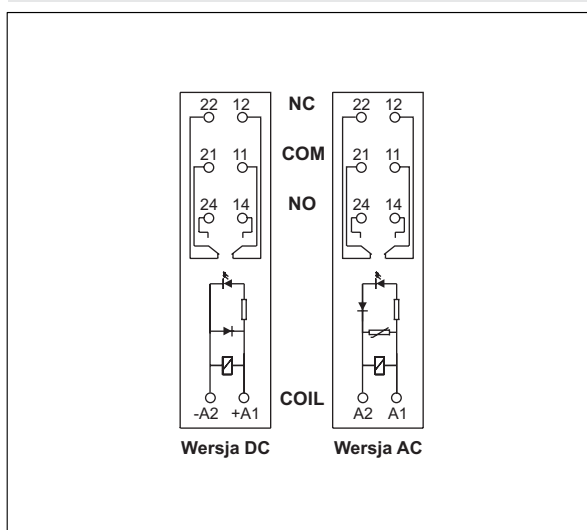 22 12 NC 22 12
21 11 COM 21 11
24 14 NO 24 14
-A2 +A1 COIL A2 A1
Wersja DC Wersja AC